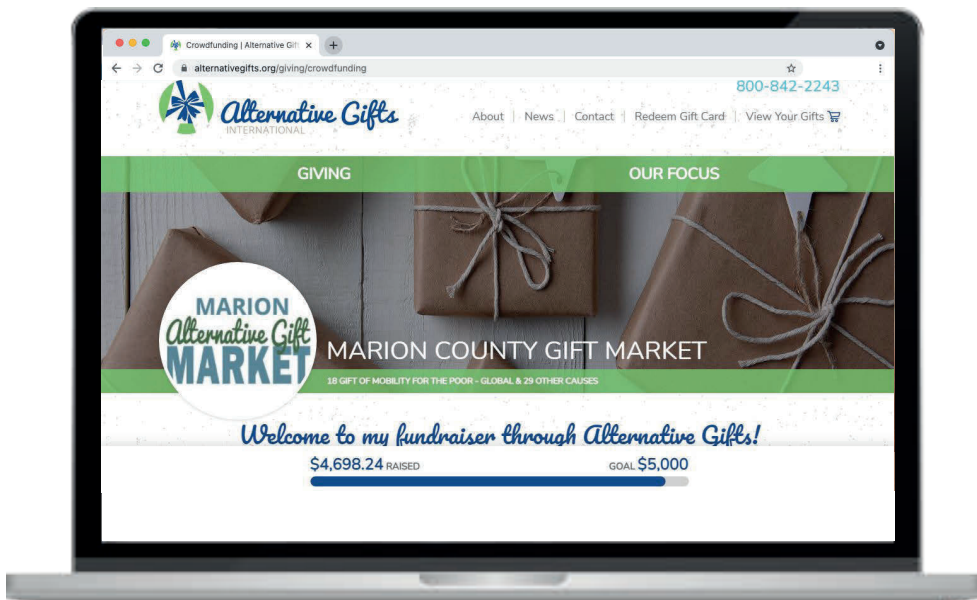 Crowdfunding | Alternative Gif
alternativegifts.org/giving/crowdfunding
800-842-2243
Alternative Gifts
INTERNATIONAL
About | News | Contact | Redeem Gift Card | View Your Gifts
GIVING
OUR FOCUS
MARION
Alternative Gift
MARKET
MARION COUNTY GIFT MARKET
18 GIFT OF MOBILITY FOR THE POOR - GLOBAL & 29 OTHER CAUSES
Welcome to my fundraiser through Alternative Gifts!
$4,698.24 RAISED
GOAL $5,000